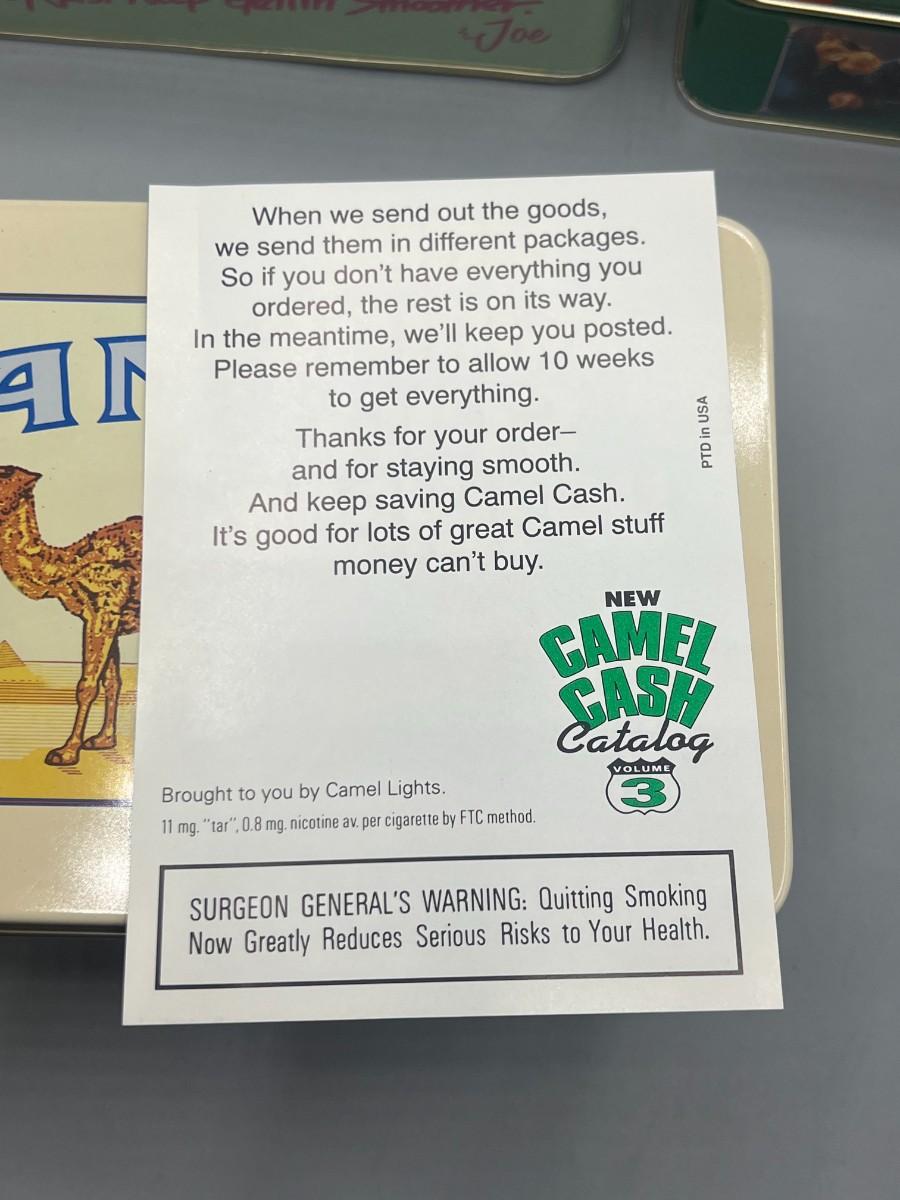 Keep Gettin' Smoother.
-Joe
AN
When we send out the goods,
we send them in different packages.
So if you don't have everything you
ordered, the rest is on its way.
In the meantime, we'll keep you posted.
Please remember to allow 10 weeks
to get everything.
Thanks for your order–
and for staying smooth.
And keep saving Camel Cash.
It's good for lots of great Camel stuff
money can't buy.
PTD in USA
NEW
CAMEL
CASH
Catalog
VOLUME
3
Brought to you by Camel Lights.
11 mg. "tar", 0.8 mg. nicotine av. per cigarette by FTC method.
SURGEON GENERAL'S WARNING: Quitting Smoking
Now Greatly Reduces Serious Risks to Your Health.